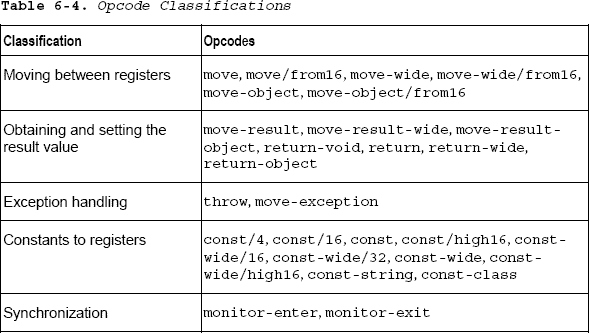 Table 6-4. Opcode Classifications
Classification Opcodes
Moving between registers move, move/from16, move-wide, move-wide/from16,
move-object, move-object/from16
Obtaining and setting the move-result, move-result-wide, move-result-
result value object, return-void, return, return-wide,
return-object
Exception handling throw, move-exception
Constants to registers const/4, const/16, const, const/high16, const-
wide/16, const-wide/32, const-wide, const-
wide/high16, const-string, const-class
Synchronization monitor-enter, monitor-exit